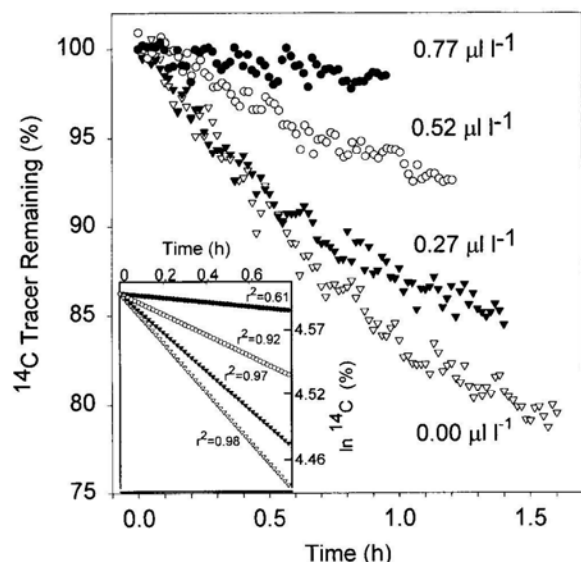 ¹⁴C Tracer Remaining (%)
100
95
90
85
80
75
0.77 µl l⁻¹
0.52 µl l⁻¹
0.27 µl l⁻¹
0.00 µl l⁻¹
Time (h)
0 0.2 0.4 0.6
r²=0.61
r²=0.92
r²=0.97
r²=0.98
4.57
4.52
4.46
ln ¹⁴C (%)
0.0 0.5 1.0 1.5
Time (h)